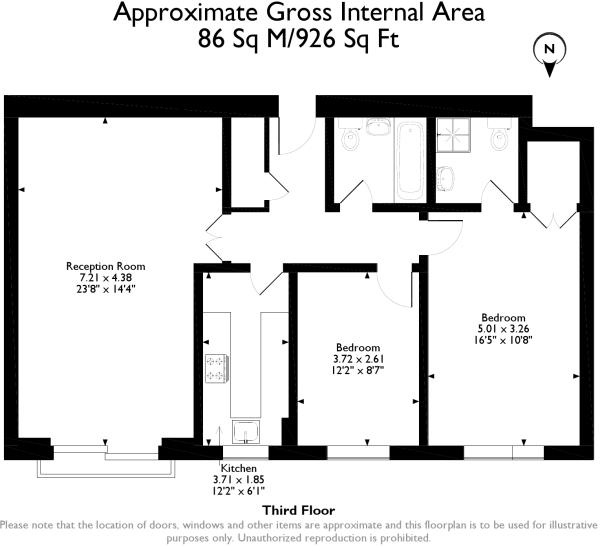 Approximate Gross Internal Area
86 Sq M/926 Sq Ft
N
Reception Room
7.21 x 4.38
23'8" x 14'4"
Bedroom
5.01 x 3.26
16'5" x 10'8"
Bedroom
3.72 x 2.61
12'2" x 8'7"
Kitchen
3.71 x 1.85
12'2" x 6'1"
Third Floor
Please note that the location of doors, windows and other items are approximate and this floorplan is to be used for illustrative
purposes only. Unauthorized reproduction is prohibited.